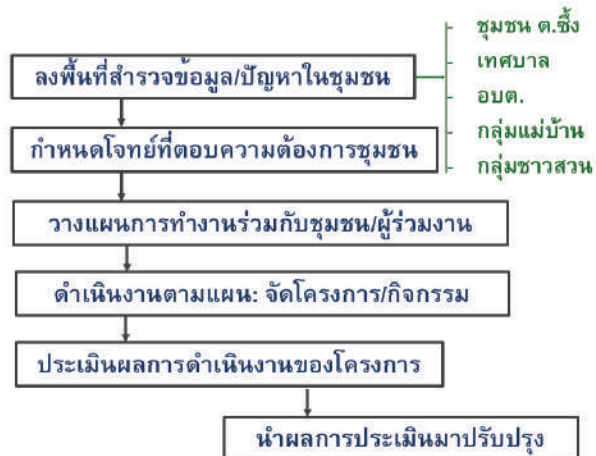 ลงพื้นที่สำรวจข้อมูล/ปัญหาในชุมชน
- ชุมชน ต.ซึ้ง
- เทศบาล
- อบต.
- กลุ่มแม่บ้าน
- กลุ่มชาวสวน
กำหนดโจทย์ที่ตอบความต้องการชุมชน
วางแผนการทำงานร่วมกับชุมชน/ผู้ร่วมงาน
ดำเนินงานตามแผน: จัดโครงการ/กิจกรรม
ประเมินผลการดำเนินงานของโครงการ
นำผลการประเมินมาปรับปรุง